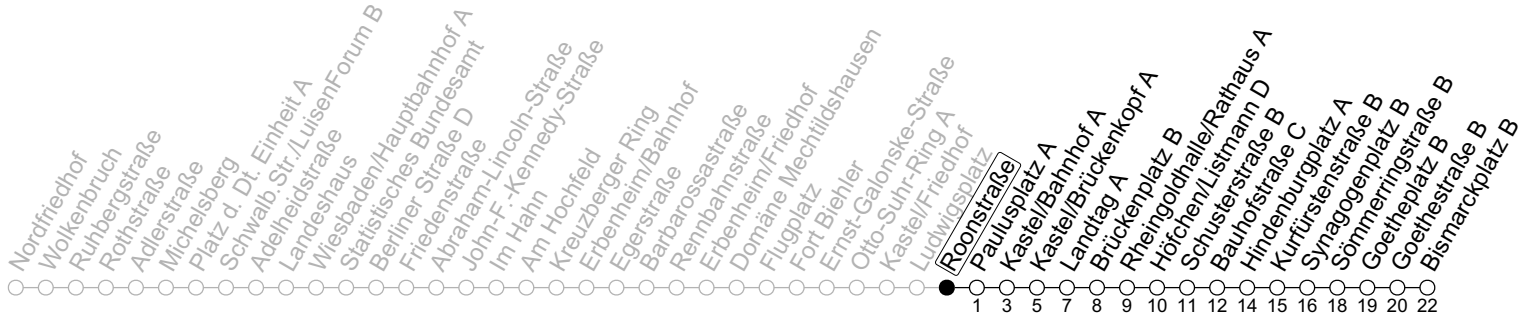 Nordfriedhof
Wolkenbruch
Ruhbergstraße
Rothstraße
Adlerstraße
Michelsberg
Platz d. Dt. Einheit A
Schwalb. Str./LuisenForum B
Adelheidstraße
Landeshaus
Wiesbaden/Hauptbahnhof A
Statistisches Bundesamt
Berliner Straße D
Friedenstraße
Abraham-Lincoln-Straße
John-F.-Kennedy-Straße
Im Hahn
Am Hochfeld
Kreuzberger Ring
Erbenheim/Bahnhof
Egerstraße
Barbarossastraße
Rennbahnstraße
Erbenheim/Friedhof
Domäne Mechtildshausen
Flugplatz
Fort Biehler
Ernst-Galonske-Straße
Otto-Suhr-Ring A
Kastel/Friedhof
Ludwigsplatz
Roonstraße
Paulusplatz A
Kastel/Bahnhof A
Kastel/Brückenkopf A
Landtag A
Brückenplatz B
Rheingoldhalle/Rathaus A
Höfchen/Listmann D
Schusterstraße B
Bauhofstraße C
Hindenburgplatz A
Kurfürstenstraße B
Synagogenplatz B
Sömmerringstraße B
Goetheplatz B
Goethestraße B
Bismarckplatz B
1 3 5 7 8 9 10 11 12 14 15 16 18 19 20 22